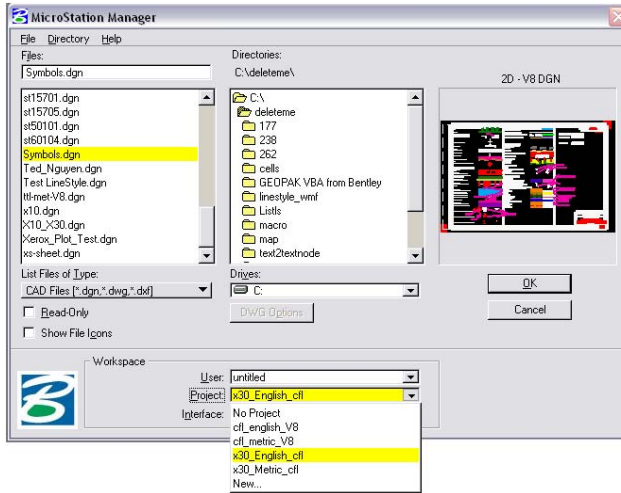 MicroStation Manager
File Directory Help
Files:
Symbols.dgn
st15701.dgn
st15705.dgn
st50101.dgn
st60104.dgn
Symbols.dgn
Ted_Nguyen.dgn
Test LineStyle.dgn
ttl-met-V8.dgn
x10.dgn
X10_X30.dgn
Xerox_Plot_Test.dgn
xs-sheet.dgn
List Files of Type:
CAD Files [*.dgn,*.dwg,*.dxf]
Read-Only
Show File Icons
Directories:
C:\deleteme\
C:\
deleteme
177
238
262
cells
GEOPAK VBA from Bentley
linestyle_wmf
Listls
macro
map
text2textnode
Drives:
C:
DWG Options
2D - V8 DGN
OK
Cancel
Workspace
User: untitled
Project: x30_English_cfl
Interface:
No Project
cfl_english_V8
cfl_metric_V8
x30_English_cfl
x30_Metric_cfl
New...